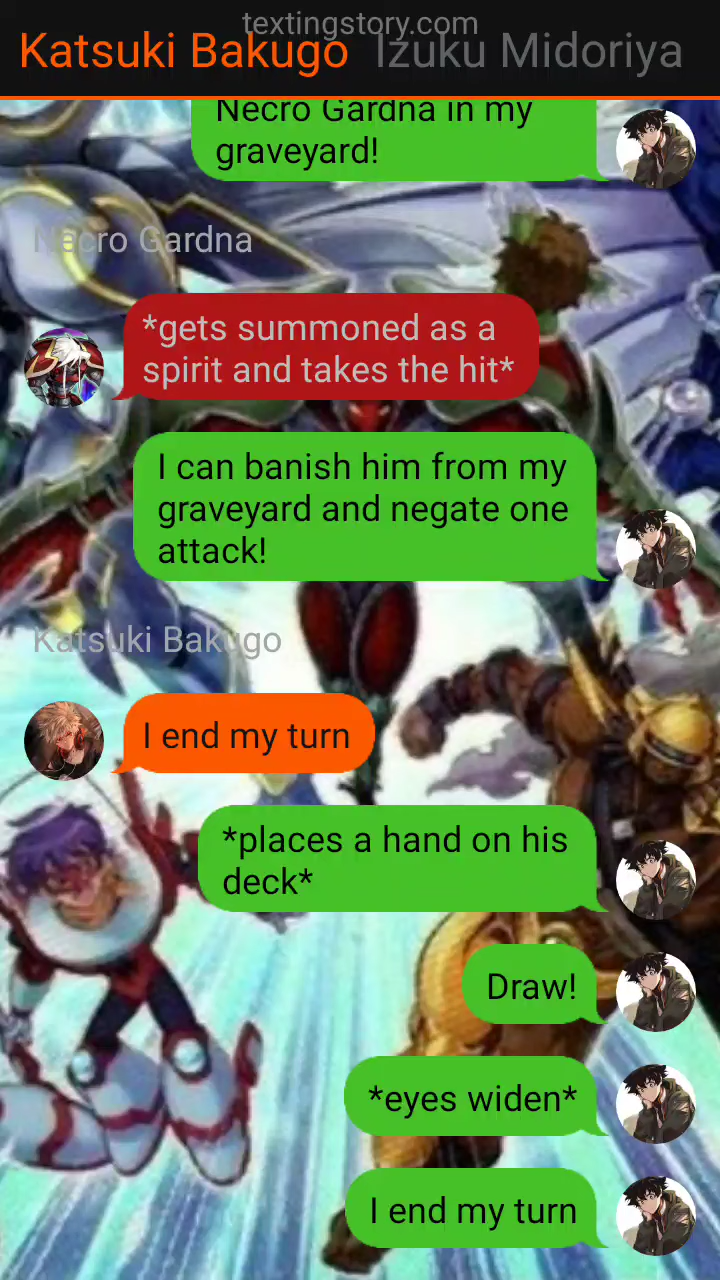 textingstory.com
Katsuki Bakugo Izuku Midoriya
Necro Gardna in my
graveyard!
Necro Gardna
*gets summoned as a
spirit and takes the hit*
I can banish him from my
graveyard and negate one
attack!
Katsuki Bakugo
I end my turn
*places a hand on his
deck*
Draw!
*eyes widen*
I end my turn